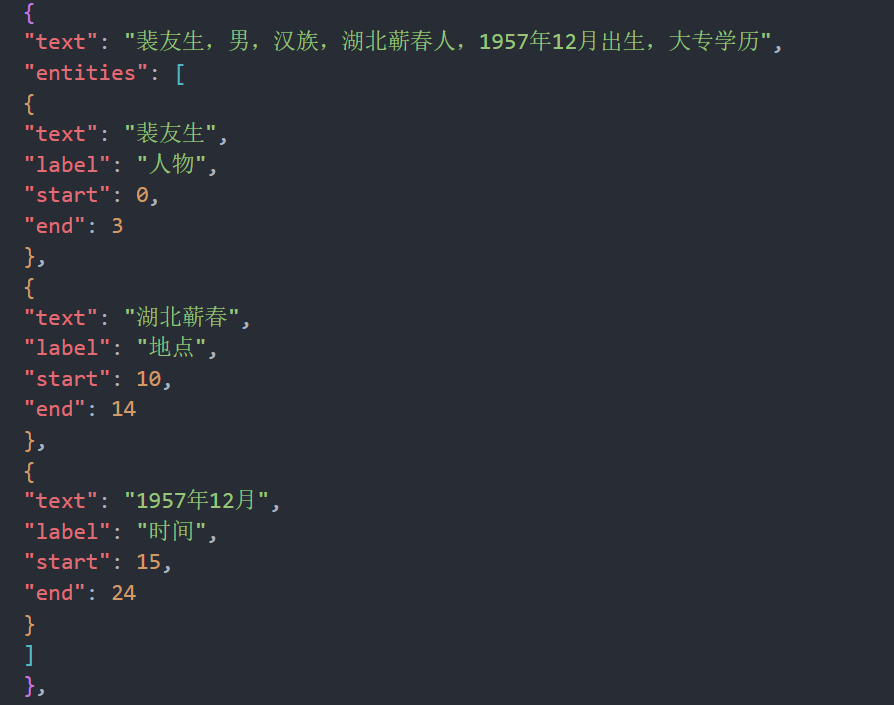 {
"text": "裴友生，男，汉族，湖北蕲春人，1957年12月出生，大专学历",
"entities": [
{
"text": "裴友生",
"label": "人物",
"start": 0,
"end": 3
},
{
"text": "湖北蕲春",
"label": "地点",
"start": 10,
"end": 14
},
{
"text": "1957年12月",
"label": "时间",
"start": 15,
"end": 24
}
]
},